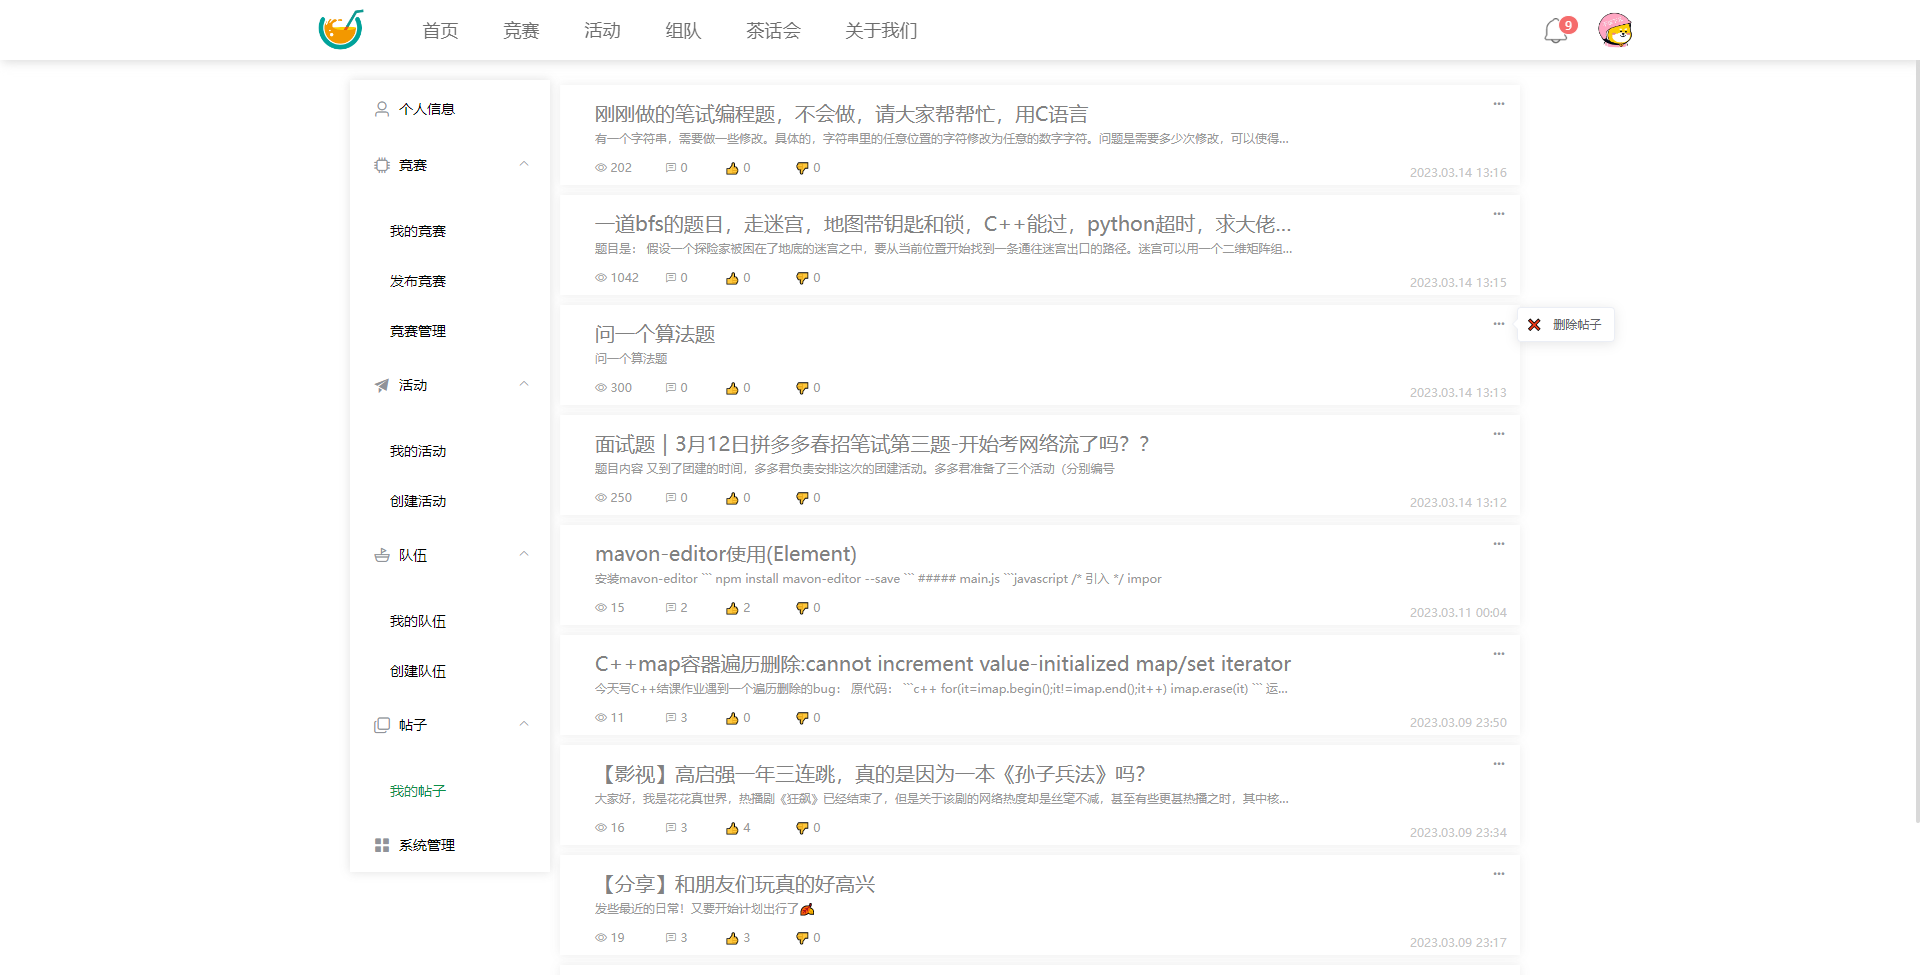 首页 竞赛 活动 组队 茶话会 关于我们 9
个人信息
竞赛
我的竞赛
发布竞赛
竞赛管理
活动
我的活动
创建活动
队伍
我的队伍
创建队伍
帖子
我的帖子
系统管理
刚刚做的笔试编程题，不会做，请大家帮帮忙，用C语言
有一个字符串，需要做一些修改。具体的，字符串里的任意位置的字符修改为任意的数字字符。问题是需要多少次修改，可以使得...
202 0 0 0
2023.03.14 13:16
一道bfs的题目，走迷宫，地图带钥匙和锁，C++能过，python超时，求大佬...
题目是： 假设一个探险家被困在了地底的迷宫之中，要从当前位置开始找到一条通往迷宫出口的路径。迷宫可以用一个二维矩阵组...
1042 0 0 0
2023.03.14 13:15
问一个算法题
删除帖子
问一个算法题
300 0 0 0
2023.03.14 13:13
面试题 | 3月12日拼多多春招笔试第三题-开始考网络流了吗？？
题目内容 又到了团建的时间，多多君负责安排这次的团建活动。多多君准备了三个活动（分别编号
250 0 0 0
2023.03.14 13:12
mavon-editor使用(Element)
安装mavon-editor ``` npm install mavon-editor --save ``` ##### main.js ```javascript /* 引入 */ impor
15 2 2 0
2023.03.11 00:04
C++map容器遍历删除:cannot increment value-initialized map/set iterator
今天写C++结课作业遇到一个遍历删除的bug： 原代码： ```c++ for(it=imap.begin();it!=imap.end();it++) imap.erase(it) ``` 运...
11 3 0 0
2023.03.09 23:50
【影视】高启强一年三连跳，真的是因为一本《孙子兵法》吗?
大家好，我是花花真世界，热播剧《狂飙》已经结束了，但是关于该剧的网络热度却是丝毫不减，甚至有些更甚热播之时，其中核...
16 3 4 0
2023.03.09 23:34
【分享】和朋友们玩真的好高兴
发些最近的日常！又要开始计划出行了🍂
19 3 3 0
2023.03.09 23:17